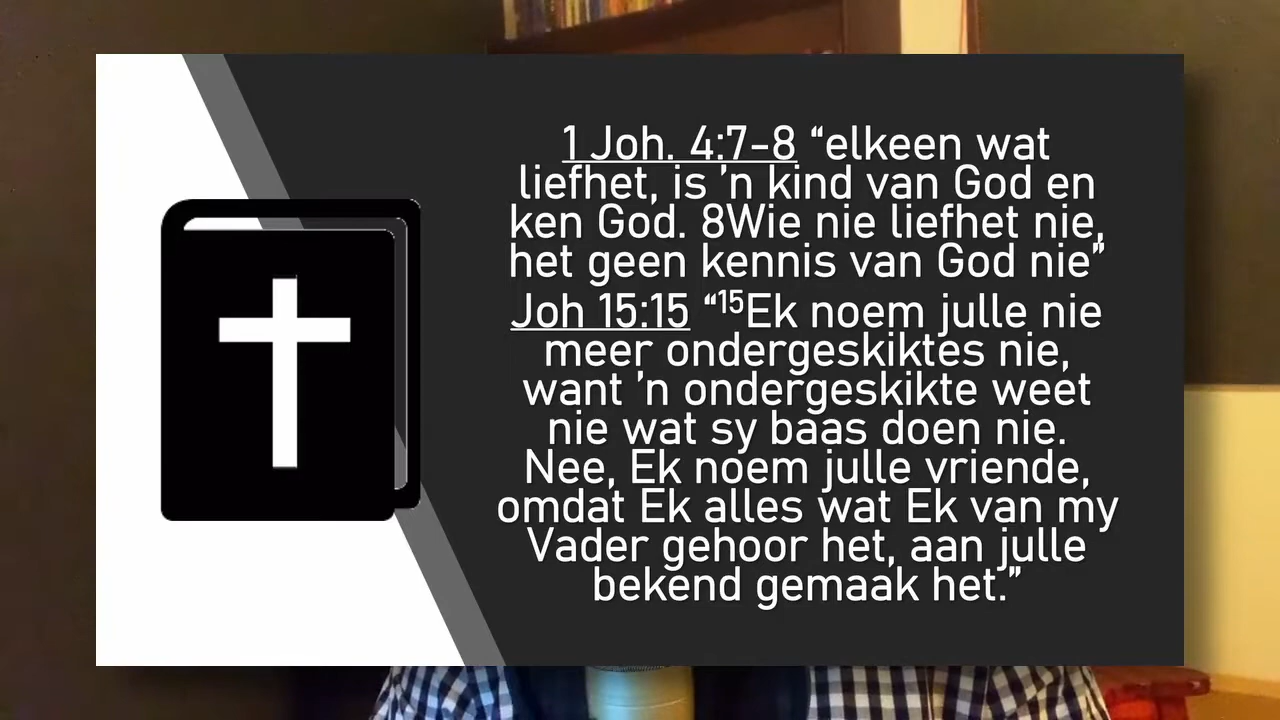 1 Joh. 4:7-8 “elkeen wat
liefhet, is ’n kind van God en
ken God. 8Wie nie liefhet nie,
het geen kennis van God nie”
Joh 15:15 “¹⁵Ek noem julle nie
meer ondergeskiktes nie,
want ’n ondergeskikte weet
nie wat sy baas doen nie.
Nee, Ek noem julle vriende,
omdat Ek alles wat Ek van my
Vader gehoor het, aan julle
bekend gemaak het.”